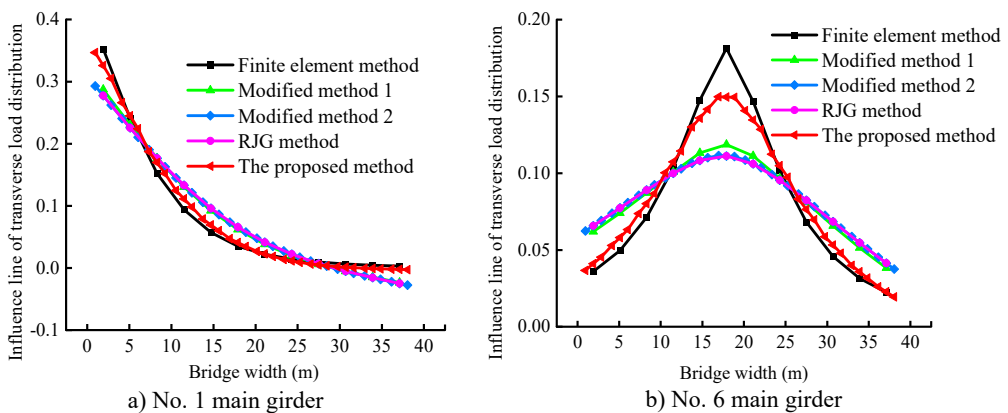 Influence line of transverse load distribution
0.4
0.3
0.2
0.1
0.0
-0.1
Finite element method
Modified method 1
Modified method 2
RJG method
The proposed method
0 5 10 15 20 25 30 35 40
Bridge width (m)
a) No. 1 main girder
Influence line of transverse load distribution
0.20
0.15
0.10
0.05
0.00
Finite element method
Modified method 1
Modified method 2
RJG method
The proposed method
0 5 10 15 20 25 30 35 40
Bridge width (m)
b) No. 6 main girder